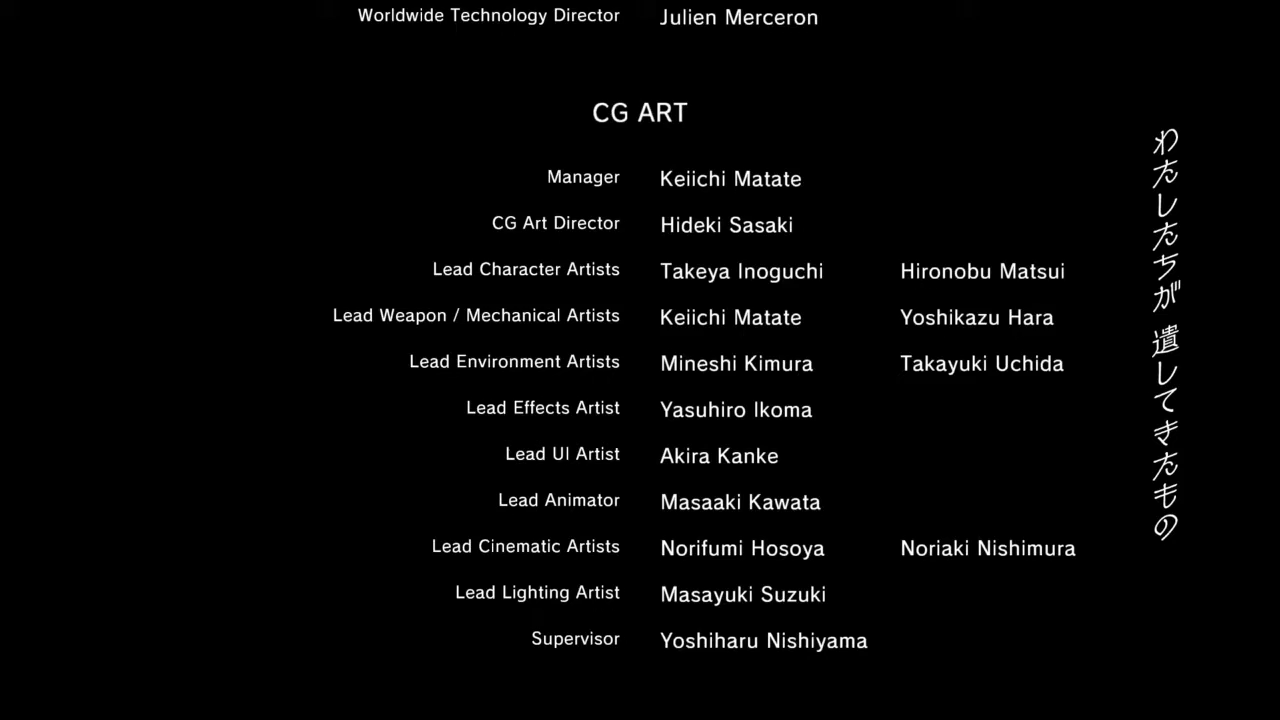 Worldwide Technology Director Julien Merceron
CG ART
Manager Keiichi Matate
CG Art Director Hideki Sasaki
Lead Character Artists Takeya Inoguchi Hironobu Matsui
Lead Weapon / Mechanical Artists Keiichi Matate Yoshikazu Hara
Lead Environment Artists Mineshi Kimura Takayuki Uchida
Lead Effects Artist Yasuhiro Ikoma
Lead UI Artist Akira Kanke
Lead Animator Masaaki Kawata
Lead Cinematic Artists Norifumi Hosoya Noriaki Nishimura
Lead Lighting Artist Masayuki Suzuki
Supervisor Yoshiharu Nishiyama
わたしたちが 遺してきたもの